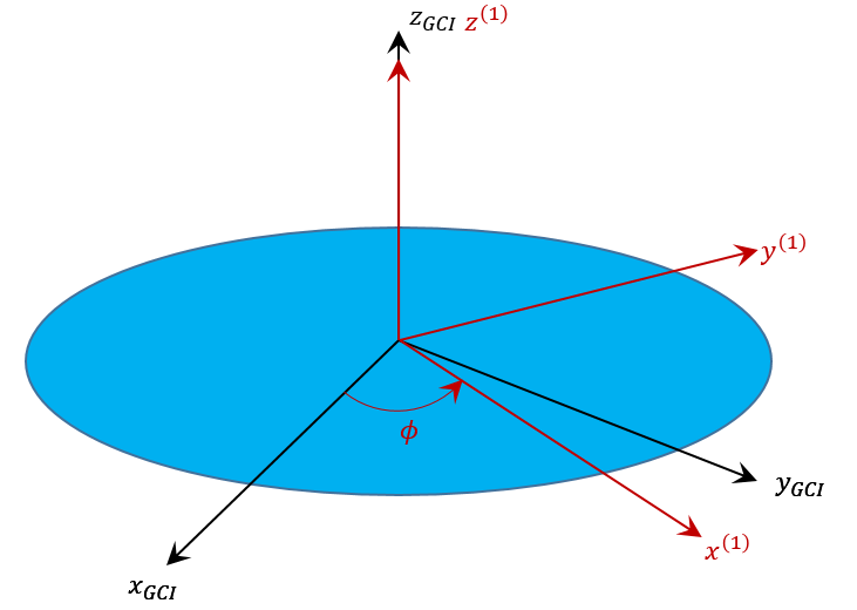 z_GCI z^(1)
y^(1)
ϕ
y_GCI
x^(1)
x_GCI